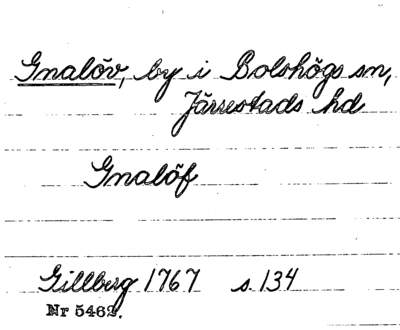 Gnalöv, by i Bolshögs sn,
Järrestads hd
Gnalöf
Gillberg 1767 s. 134
Nr 5462.